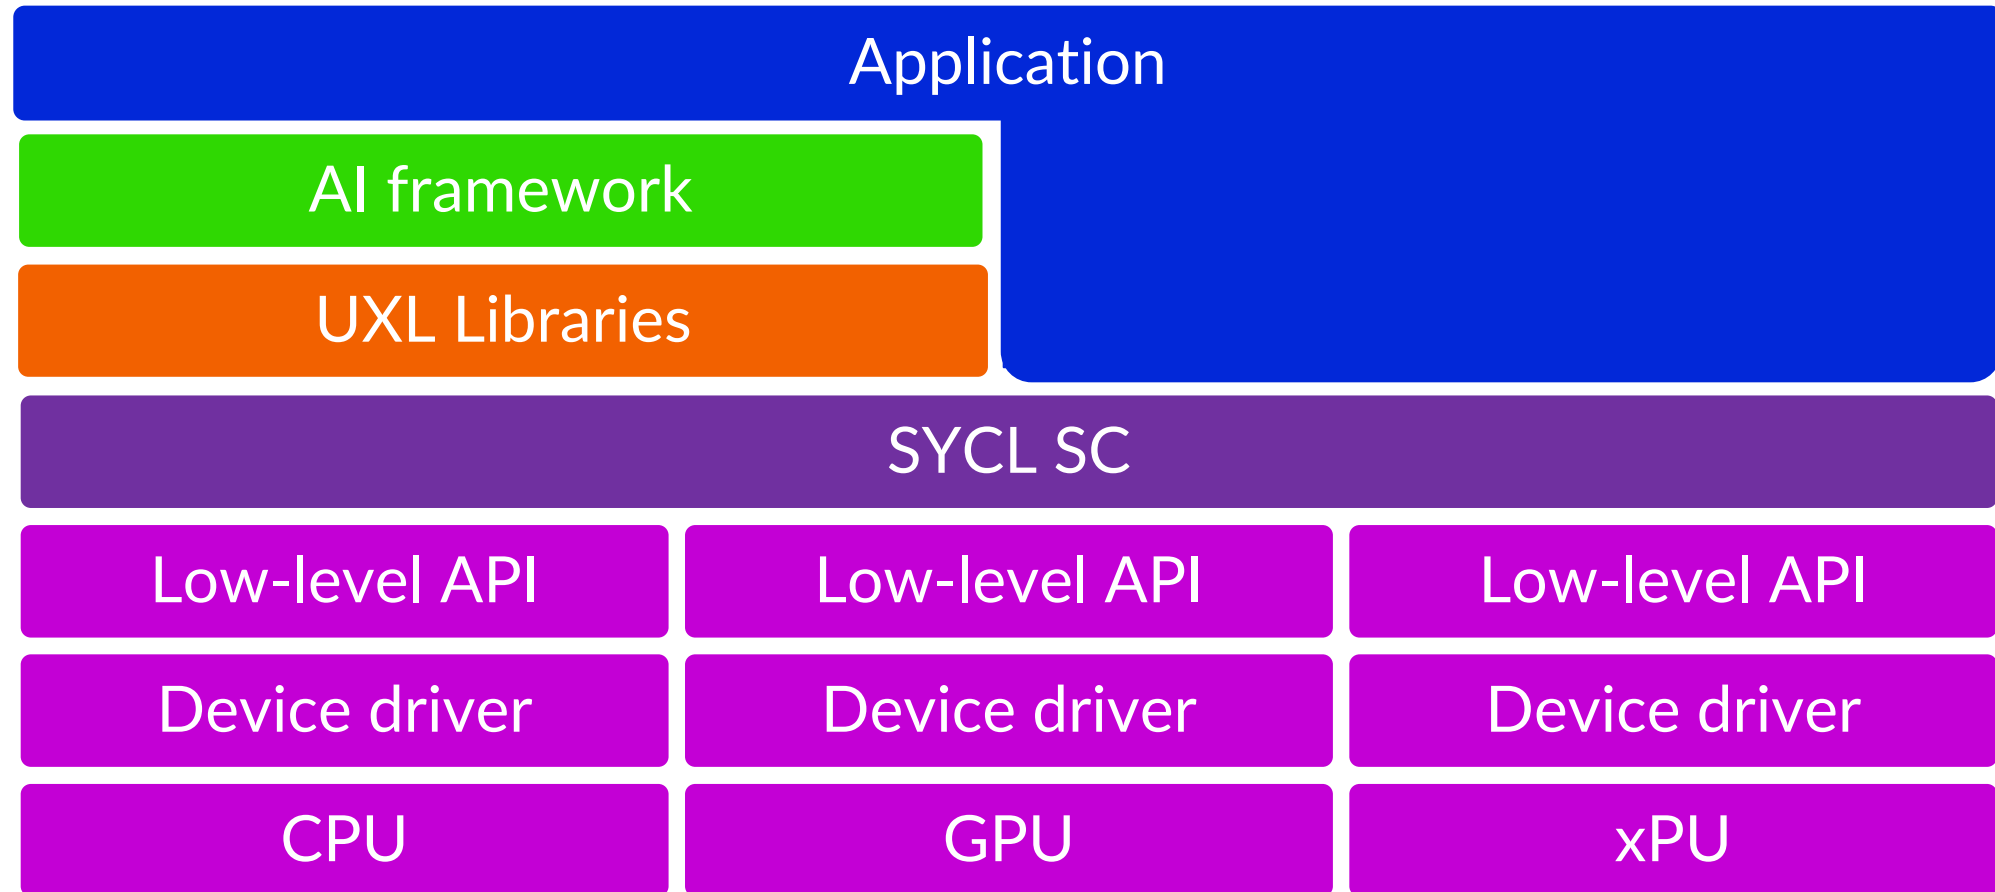 Application
AI framework
UXL Libraries
SYCL SC
Low-level API Low-level API Low-level API
Device driver Device driver Device driver
CPU GPU xPU